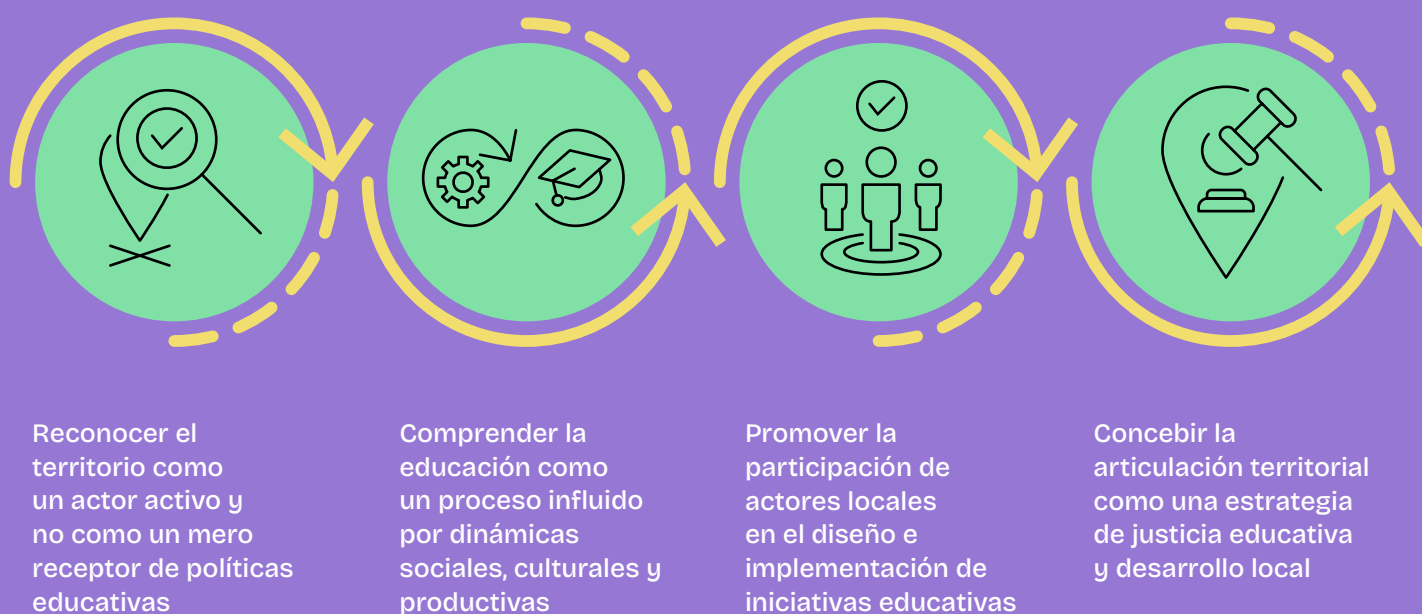 Reconocer el
territorio como
un actor activo y
no como un mero
receptor de políticas
educativas
Comprender la
educación como
un proceso influido
por dinámicas
sociales, culturales y
productivas
Promover la
participación de
actores locales
en el diseño e
implementación de
iniciativas educativas
Concebir la
articulación territorial
como una estrategia
de justicia educativa
y desarrollo local